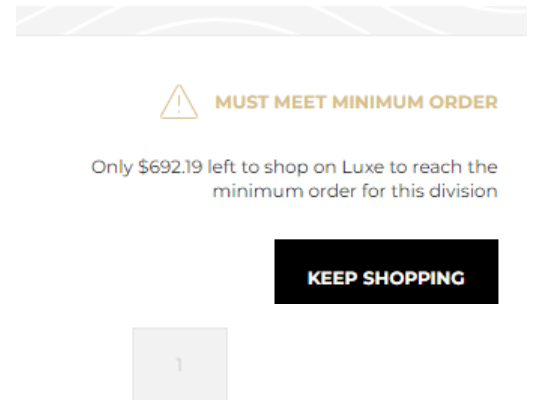 MUST MEET MINIMUM ORDER
Only $692.19 left to shop on Luxe to reach the
minimum order for this division
KEEP SHOPPING
1